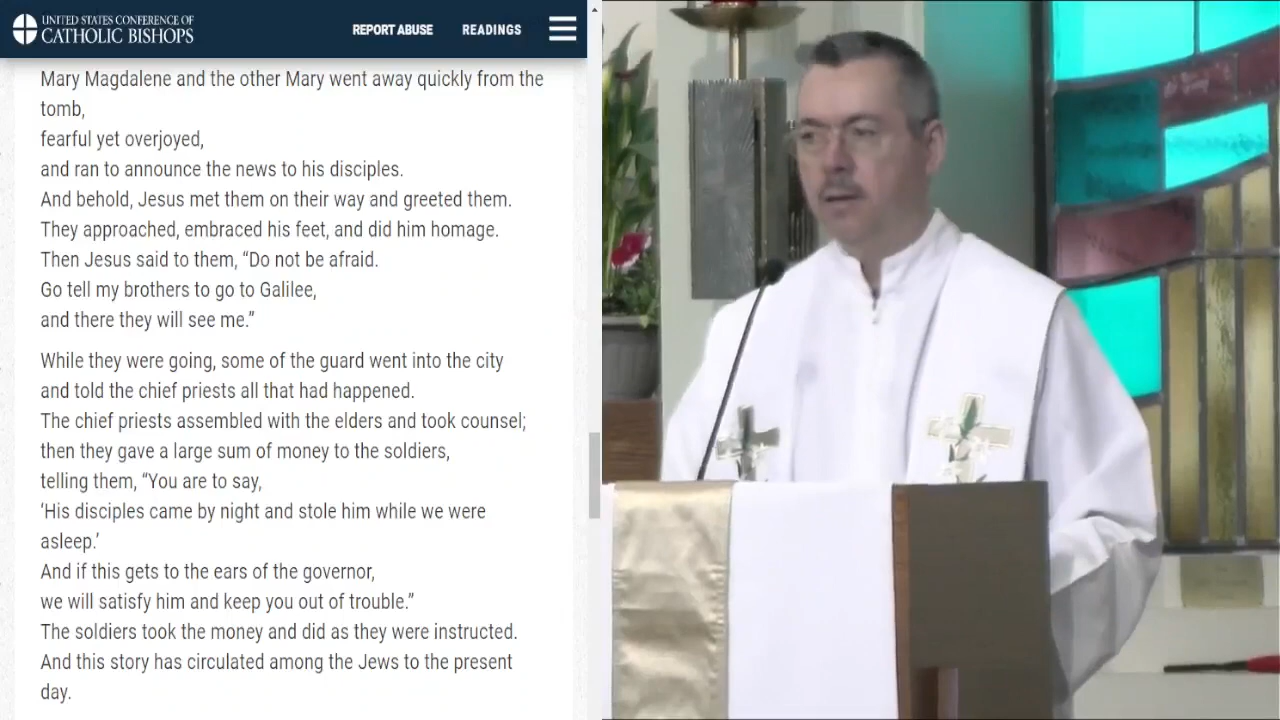 UNITED STATES CONFERENCE OF
CATHOLIC BISHOPS
REPORT ABUSE
READINGS
Mary Magdalene and the other Mary went away quickly from the
tomb,
fearful yet overjoyed,
and ran to announce the news to his disciples.
And behold, Jesus met them on their way and greeted them.
They approached, embraced his feet, and did him homage.
Then Jesus said to them, “Do not be afraid.
Go tell my brothers to go to Galilee,
and there they will see me.”
While they were going, some of the guard went into the city
and told the chief priests all that had happened.
The chief priests assembled with the elders and took counsel;
then they gave a large sum of money to the soldiers,
telling them, “You are to say,
‘His disciples came by night and stole him while we were
asleep.’
And if this gets to the ears of the governor,
we will satisfy him and keep you out of trouble.”
The soldiers took the money and did as they were instructed.
And this story has circulated among the Jews to the present
day.